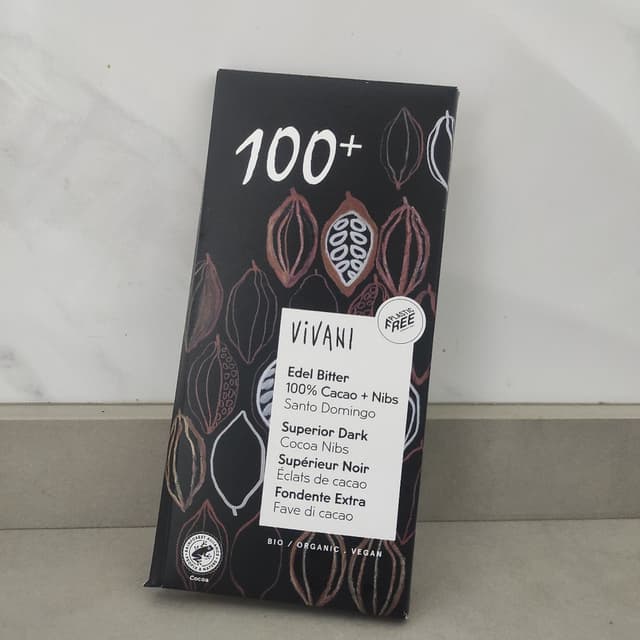 100+
PLASTIC
FREE
ViVANI
Edel Bitter
100% Cacao + Nibs
Santo Domingo
Superior Dark
Cocoa Nibs
Supérieur Noir
Éclats de cacao
Fondente Extra
Fave di cacao
BIO / ORGANIC . VEGAN
Cocoa